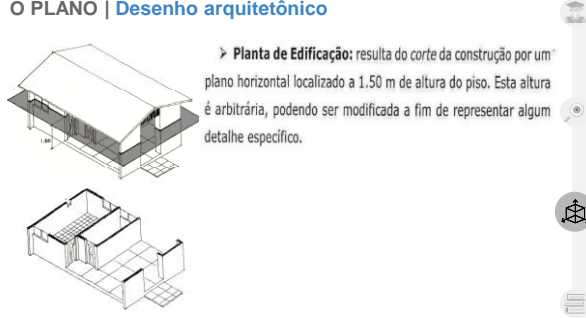 O PLANO | Desenho arquitetônico
➢ Planta de Edificação: resulta do corte da construção por um
plano horizontal localizado a 1.50 m de altura do piso. Esta altura
é arbitrária, podendo ser modificada a fim de representar algum
detalhe específico.
1.50